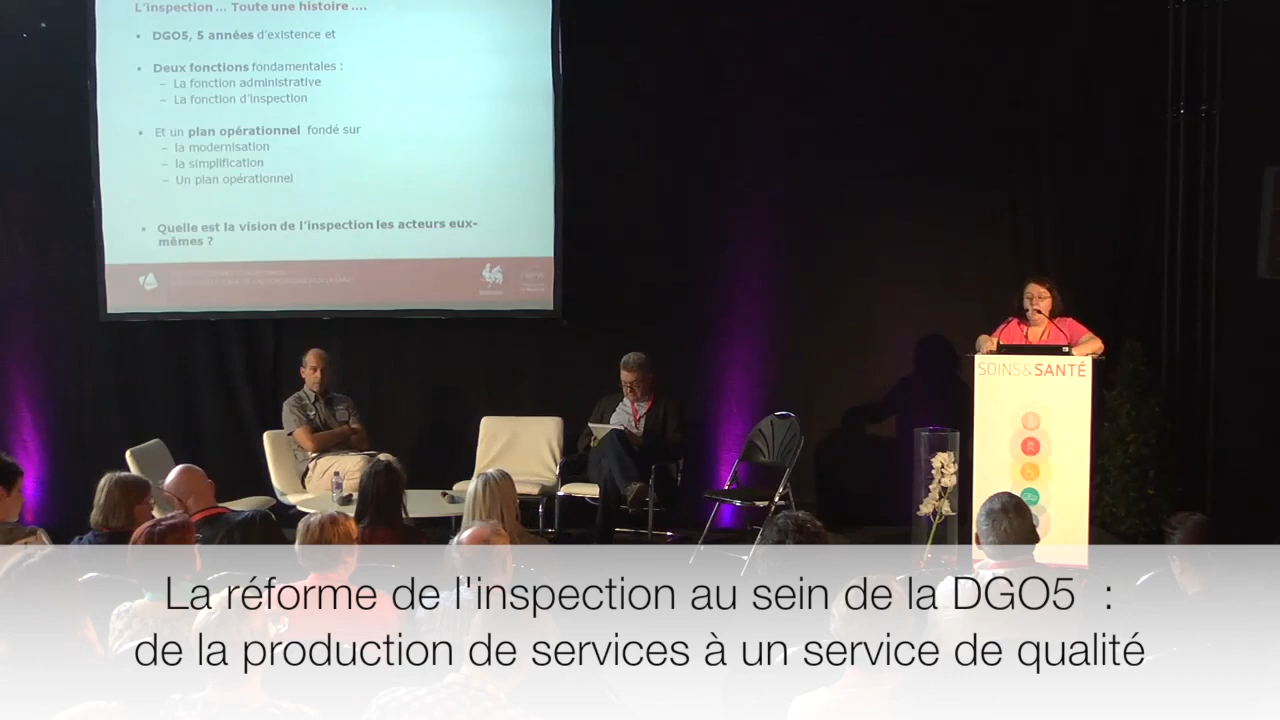 L'inspection ... Toute une histoire ....
• DGO5, 5 années d'existence et
• Deux fonctions fondamentales :
– La fonction administrative
– La fonction d'inspection
• Et un plan opérationnel fondé sur
– la modernisation
– la simplification
– Un plan opérationnel
• Quelle est la vision de l'inspection les acteurs eux-
mêmes ?
SOINS&SANTÉ
La réforme de l'inspection au sein de la DGO5 :
de la production de services à un service de qualité